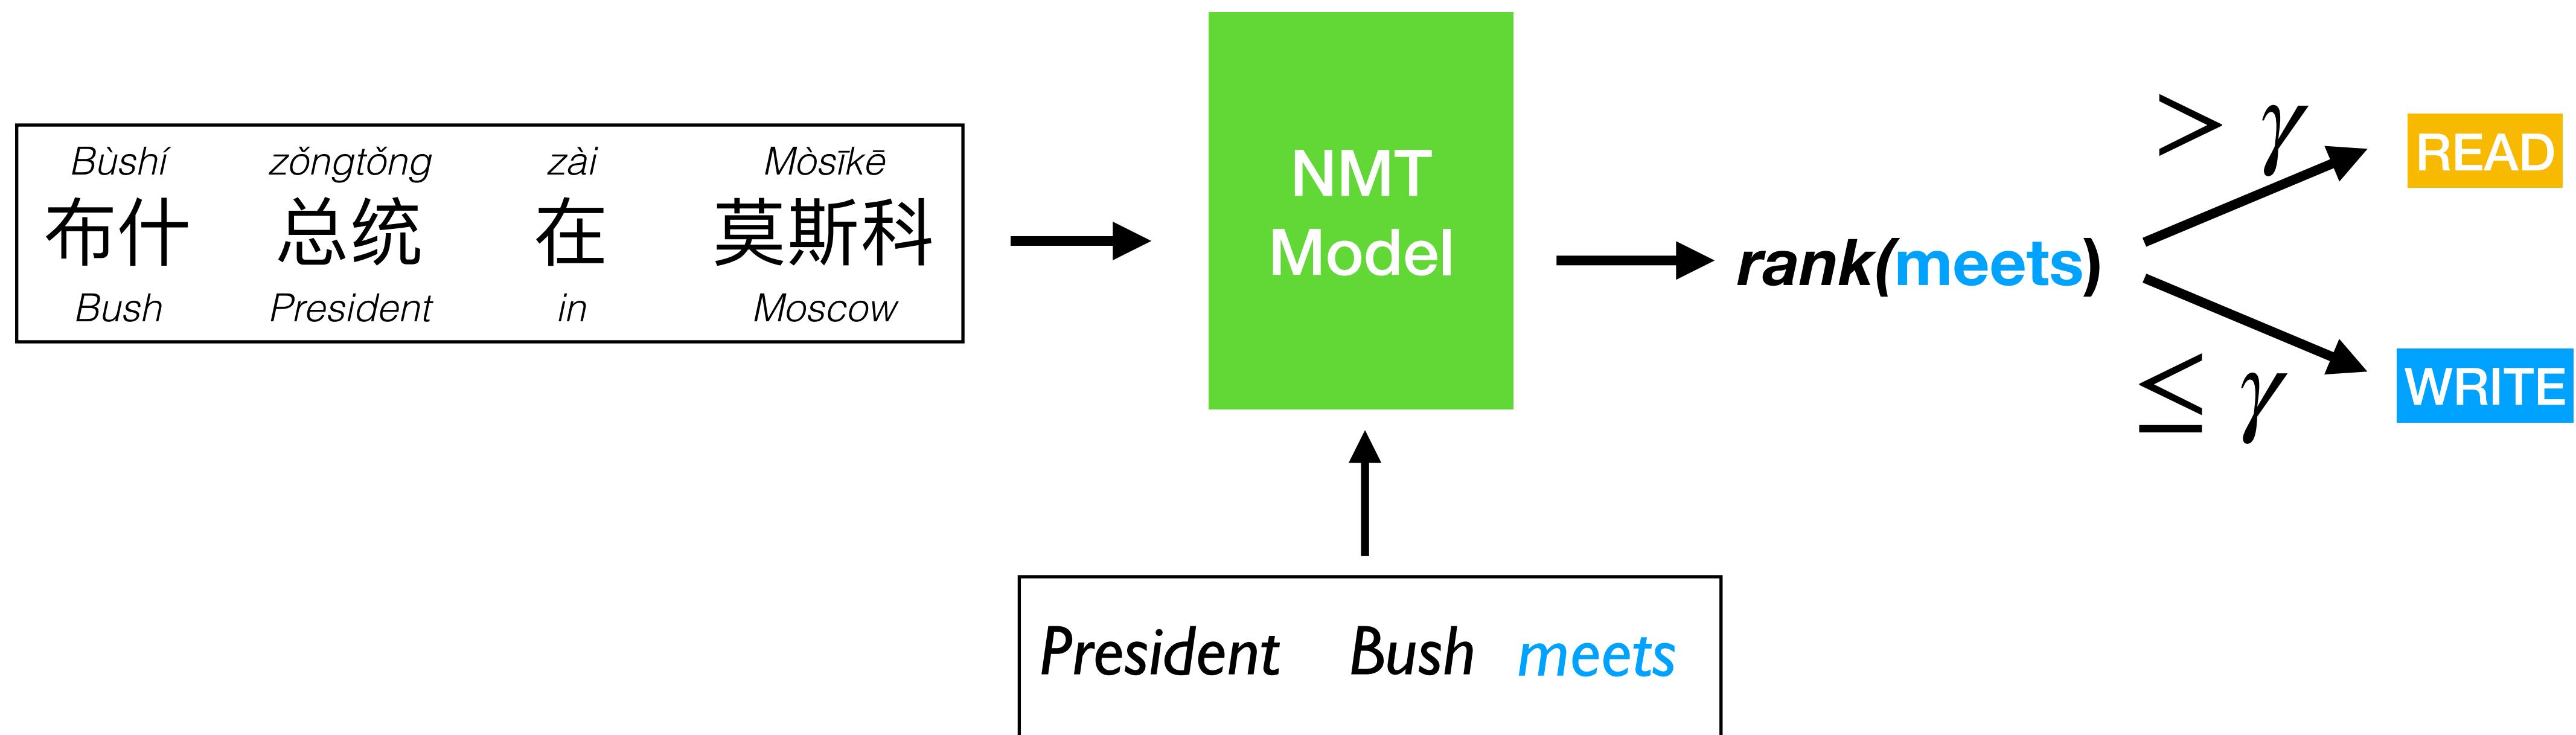 Bùshí zǒngtǒng zài Mòsīkē
布什 总统 在 莫斯科
Bush President in Moscow
NMT
Model
rank(meets)
> γ
READ
≤ γ
WRITE
President Bush meets